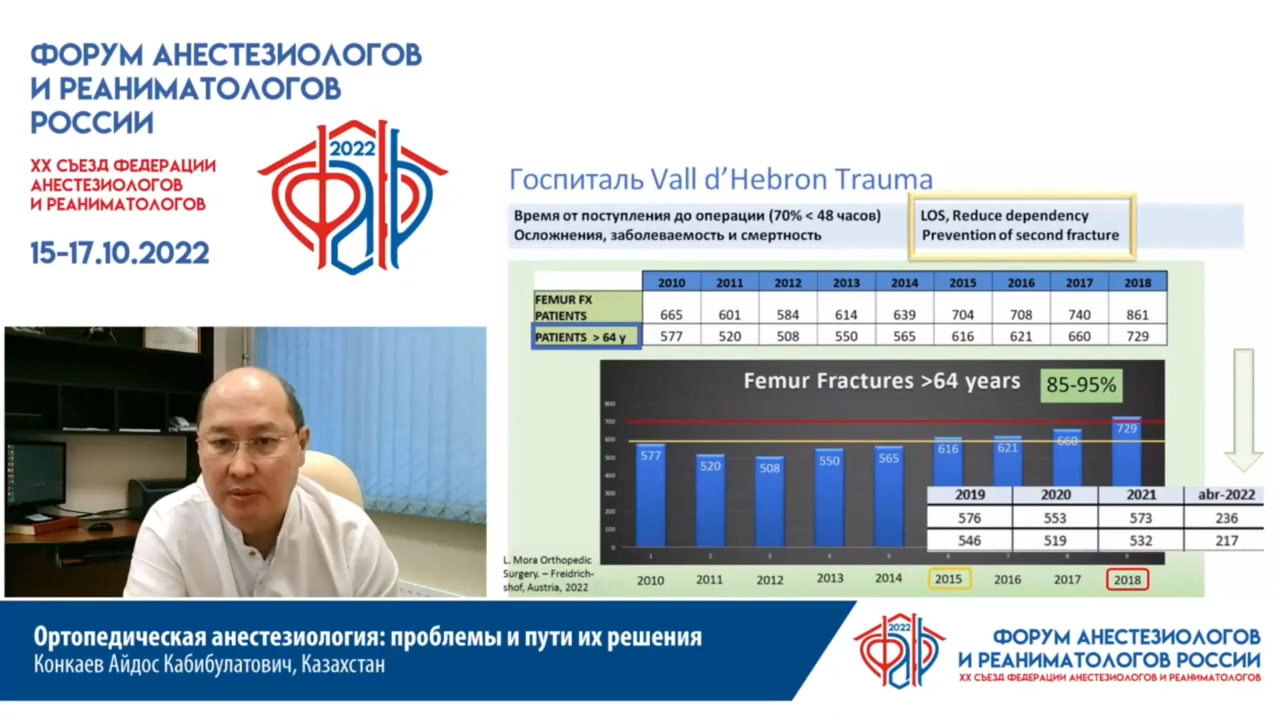 ФОРУМ АНЕСТЕЗИОЛОГОВ
И РЕАНИМАТОЛОГОВ
РОССИИ
XX СЪЕЗД ФЕДЕРАЦИИ
АНЕСТЕЗИОЛОГОВ
И РЕАНИМАТОЛОГОВ
15-17.10.2022
2022
ФАР
Госпиталь Vall d’Hebron Trauma
Время от поступления до операции (70% < 48 часов)
Осложнения, заболеваемость и смертность
LOS, Reduce dependency
Prevention of second fracture
2010 2011 2012 2013 2014 2015 2016 2017 2018
FEMUR FX
PATIENTS 665 601 584 614 639 704 708 740 861
PATIENTS > 64 y 577 520 508 550 565 616 621 660 729
Femur Fractures >64 years 85-95%
800
700
600
500
400
300
200
100
0
577 520 508 550 565 616 621 660 729
1 2 3 4 5 6 7 8 9
2019 2020 2021 abr-2022
576 553 573 236
546 519 532 217
2010 2011 2012 2013 2014 2015 2016 2017 2018
L. Mora Orthopedic
Surgery. – Freidrich-
shof, Austria, 2022
Ортопедическая анестезиология: проблемы и пути их решения
Конкаев Айдос Кабибулатович, Казахстан
2022
ФАР
ФОРУМ АНЕСТЕЗИОЛОГОВ
И РЕАНИМАТОЛОГОВ РОССИИ
XX СЪЕЗД ФЕДЕРАЦИИ АНЕСТЕЗИОЛОГОВ И РЕАНИМАТОЛОГОВ